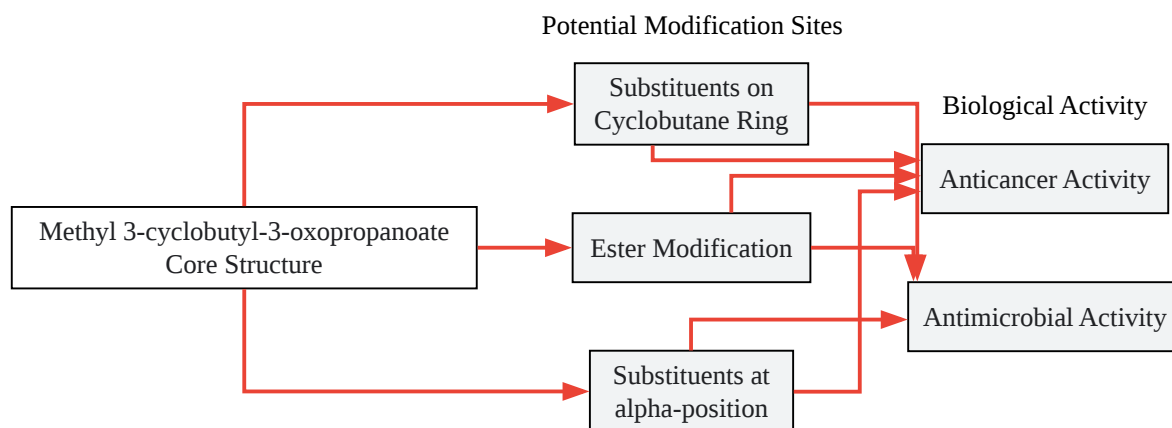 Potential Modification Sites
Substituents on
Cyclobutane Ring
Biological Activity
Anticancer Activity
Methyl 3-cyclobutyl-3-oxopropanoate
Core Structure
Ester Modification
Antimicrobial Activity
Substituents at
alpha-position